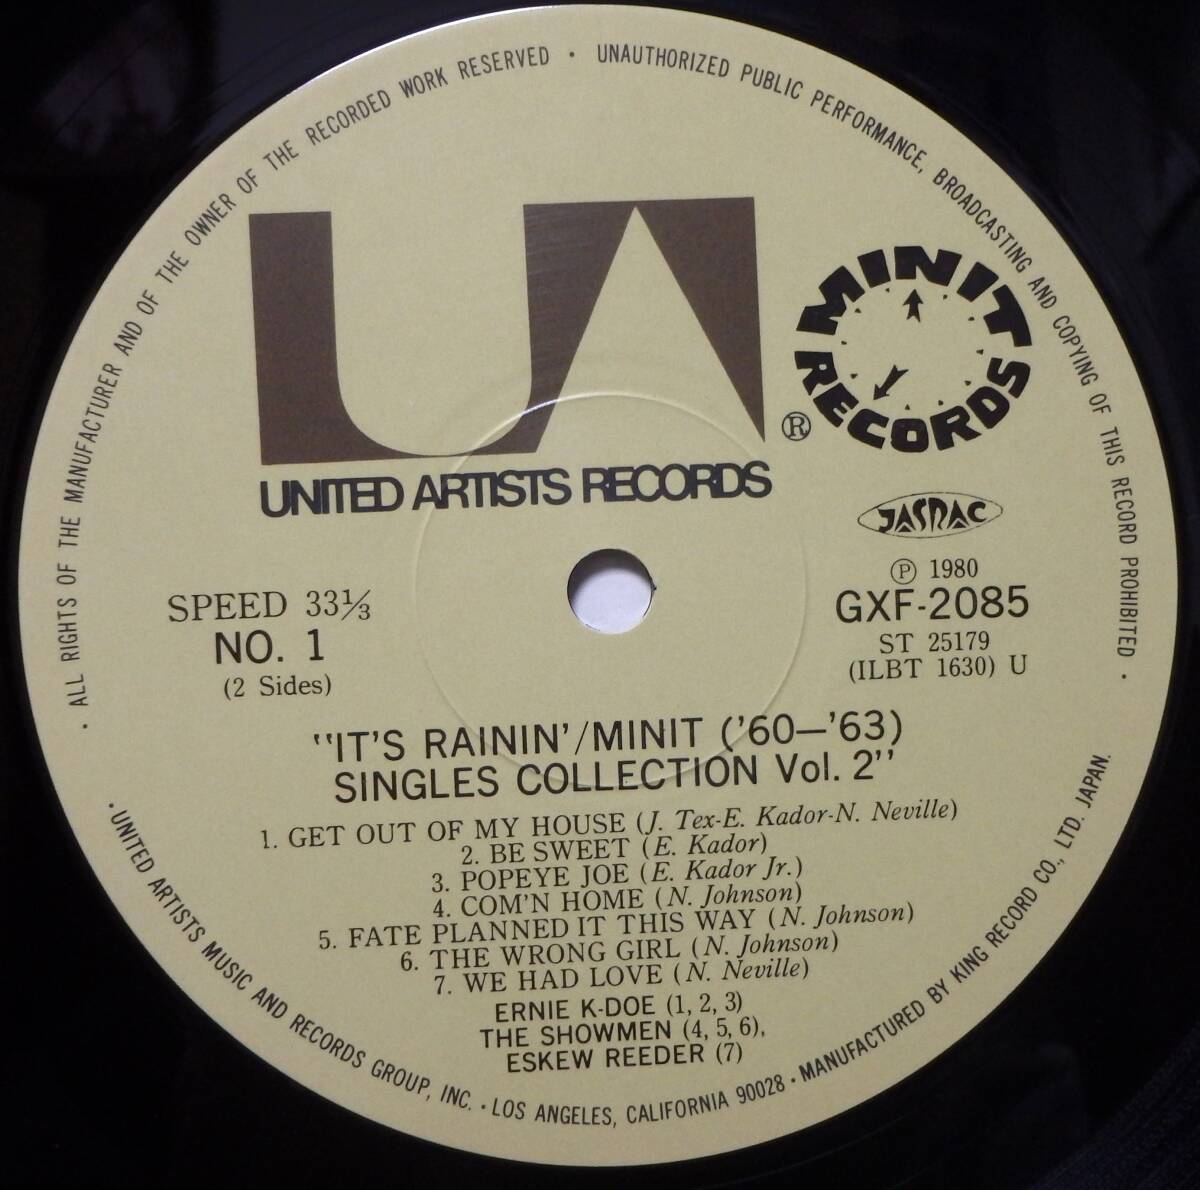 · ALL RIGHTS OF THE MANUFACTURER AND OF THE OWNER OF THE RECORDED WORK RESERVED · UNAUTHORIZED PUBLIC PERFORMANCE, BROADCASTING AND COPYING OF THIS RECORD PROHIBITED ·
UA
®
UNITED ARTISTS RECORDS
MINIT
RECORDS
JASRAC
SPEED 33⅓
NO. 1
(2 Sides)
Ⓟ 1980
GXF-2085
ST 25179
(ILBT 1630) U
"IT'S RAININ'/MINIT ('60—'63)
SINGLES COLLECTION Vol. 2"
1. GET OUT OF MY HOUSE (J. Tex-E. Kador-N. Neville)
2. BE SWEET (E. Kador)
3. POPEYE JOE (E. Kador Jr.)
4. COM'N HOME (N. Johnson)
5. FATE PLANNED IT THIS WAY (N. Johnson)
6. THE WRONG GIRL (N. Johnson)
7. WE HAD LOVE (N. Neville)
ERNIE K-DOE (1, 2, 3)
THE SHOWMEN (4, 5, 6),
ESKEW REEDER (7)
· UNITED ARTISTS MUSIC AND RECORDS GROUP, INC. · LOS ANGELES, CALIFORNIA 90028 · MANUFACTURED BY KING RECORD CO., LTD. JAPAN.